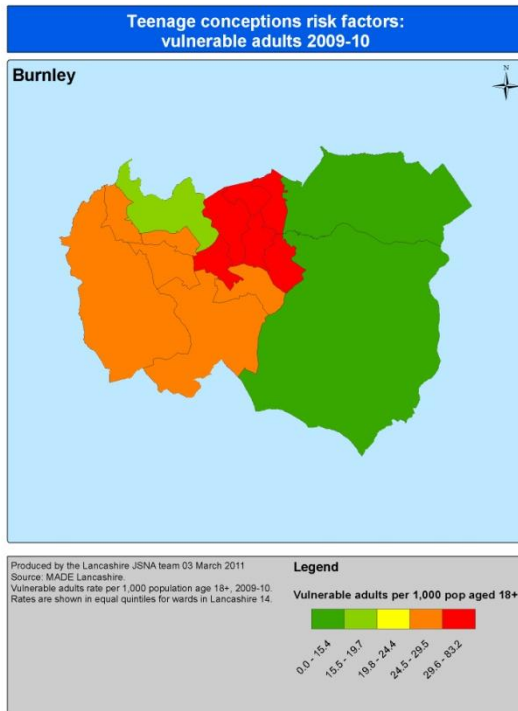 Teenage conceptions risk factors:
vulnerable adults 2009-10
Burnley
N
Produced by the Lancashire JSNA team 03 March 2011
Source: MADE Lancashire.
Vulnerable adults rate per 1,000 population age 18+, 2009-10.
Rates are shown in equal quintiles for wards in Lancashire 14.
Legend
Vulnerable adults per 1,000 pop aged 18+
0.0 - 15.4
15.5 - 19.7
19.8 - 24.4
24.5 - 29.5
29.6 - 83.2